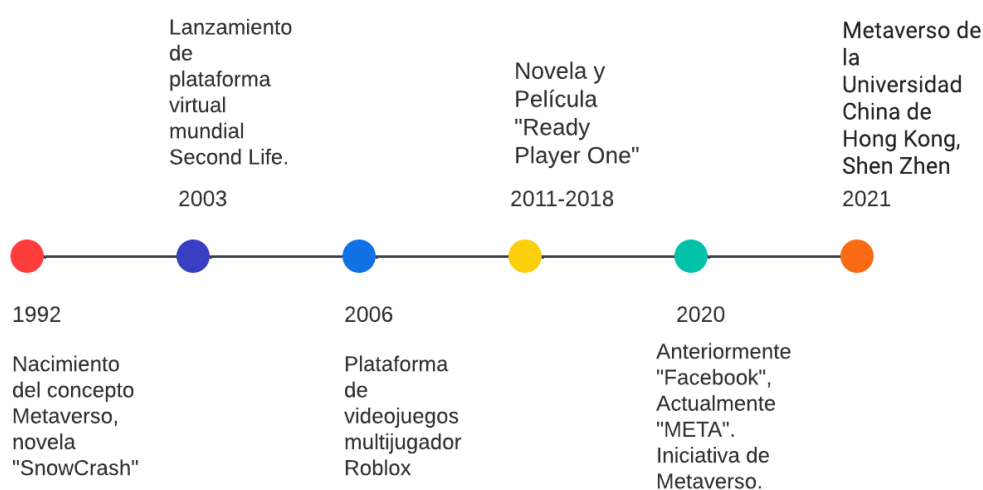 Lanzamiento
de
plataforma
virtual
mundial
Second Life.
2003
Novela y
Película
"Ready
Player One"
2011-2018
Metaverso de
la
Universidad
China de
Hong Kong,
Shen Zhen
2021
1992
Nacimiento
del concepto
Metaverso,
novela
"SnowCrash"
2006
Plataforma
de
videojuegos
multijugador
Roblox
2020
Anteriormente
"Facebook",
Actualmente
"META".
Iniciativa de
Metaverso.